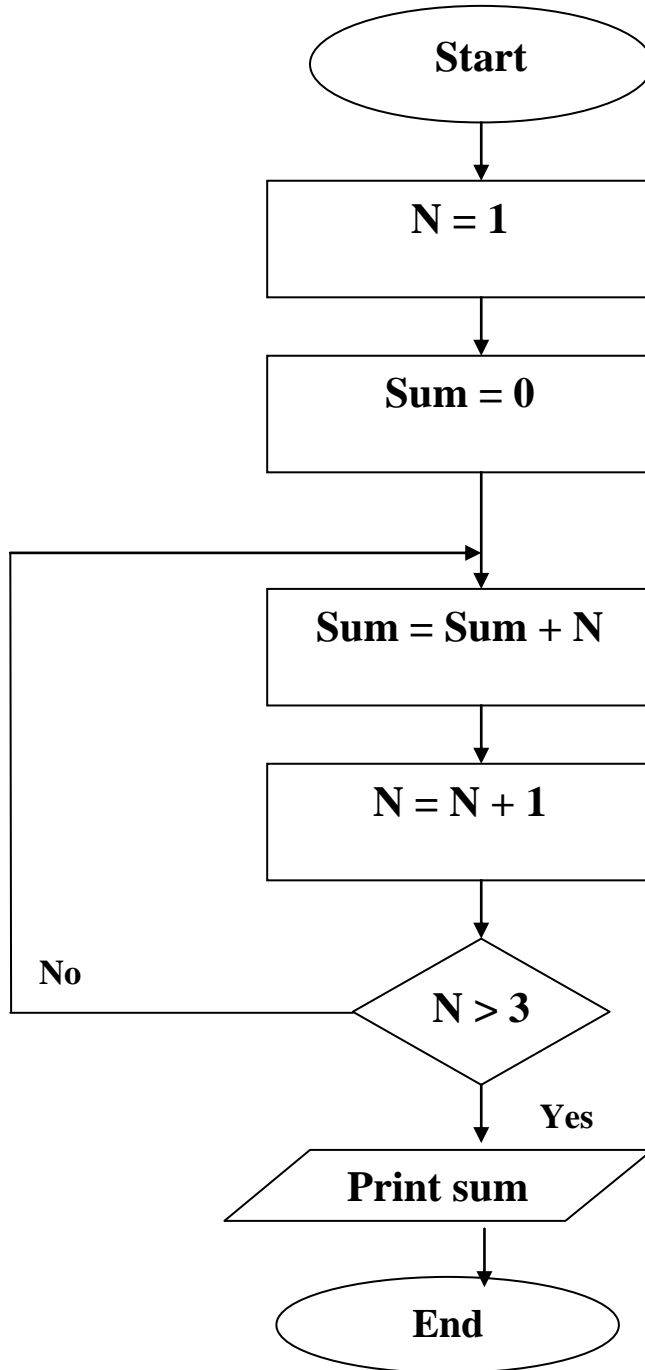 Start
N = 1
Sum = 0
Sum = Sum + N
N = N + 1
No
N > 3
Yes
Print sum
End